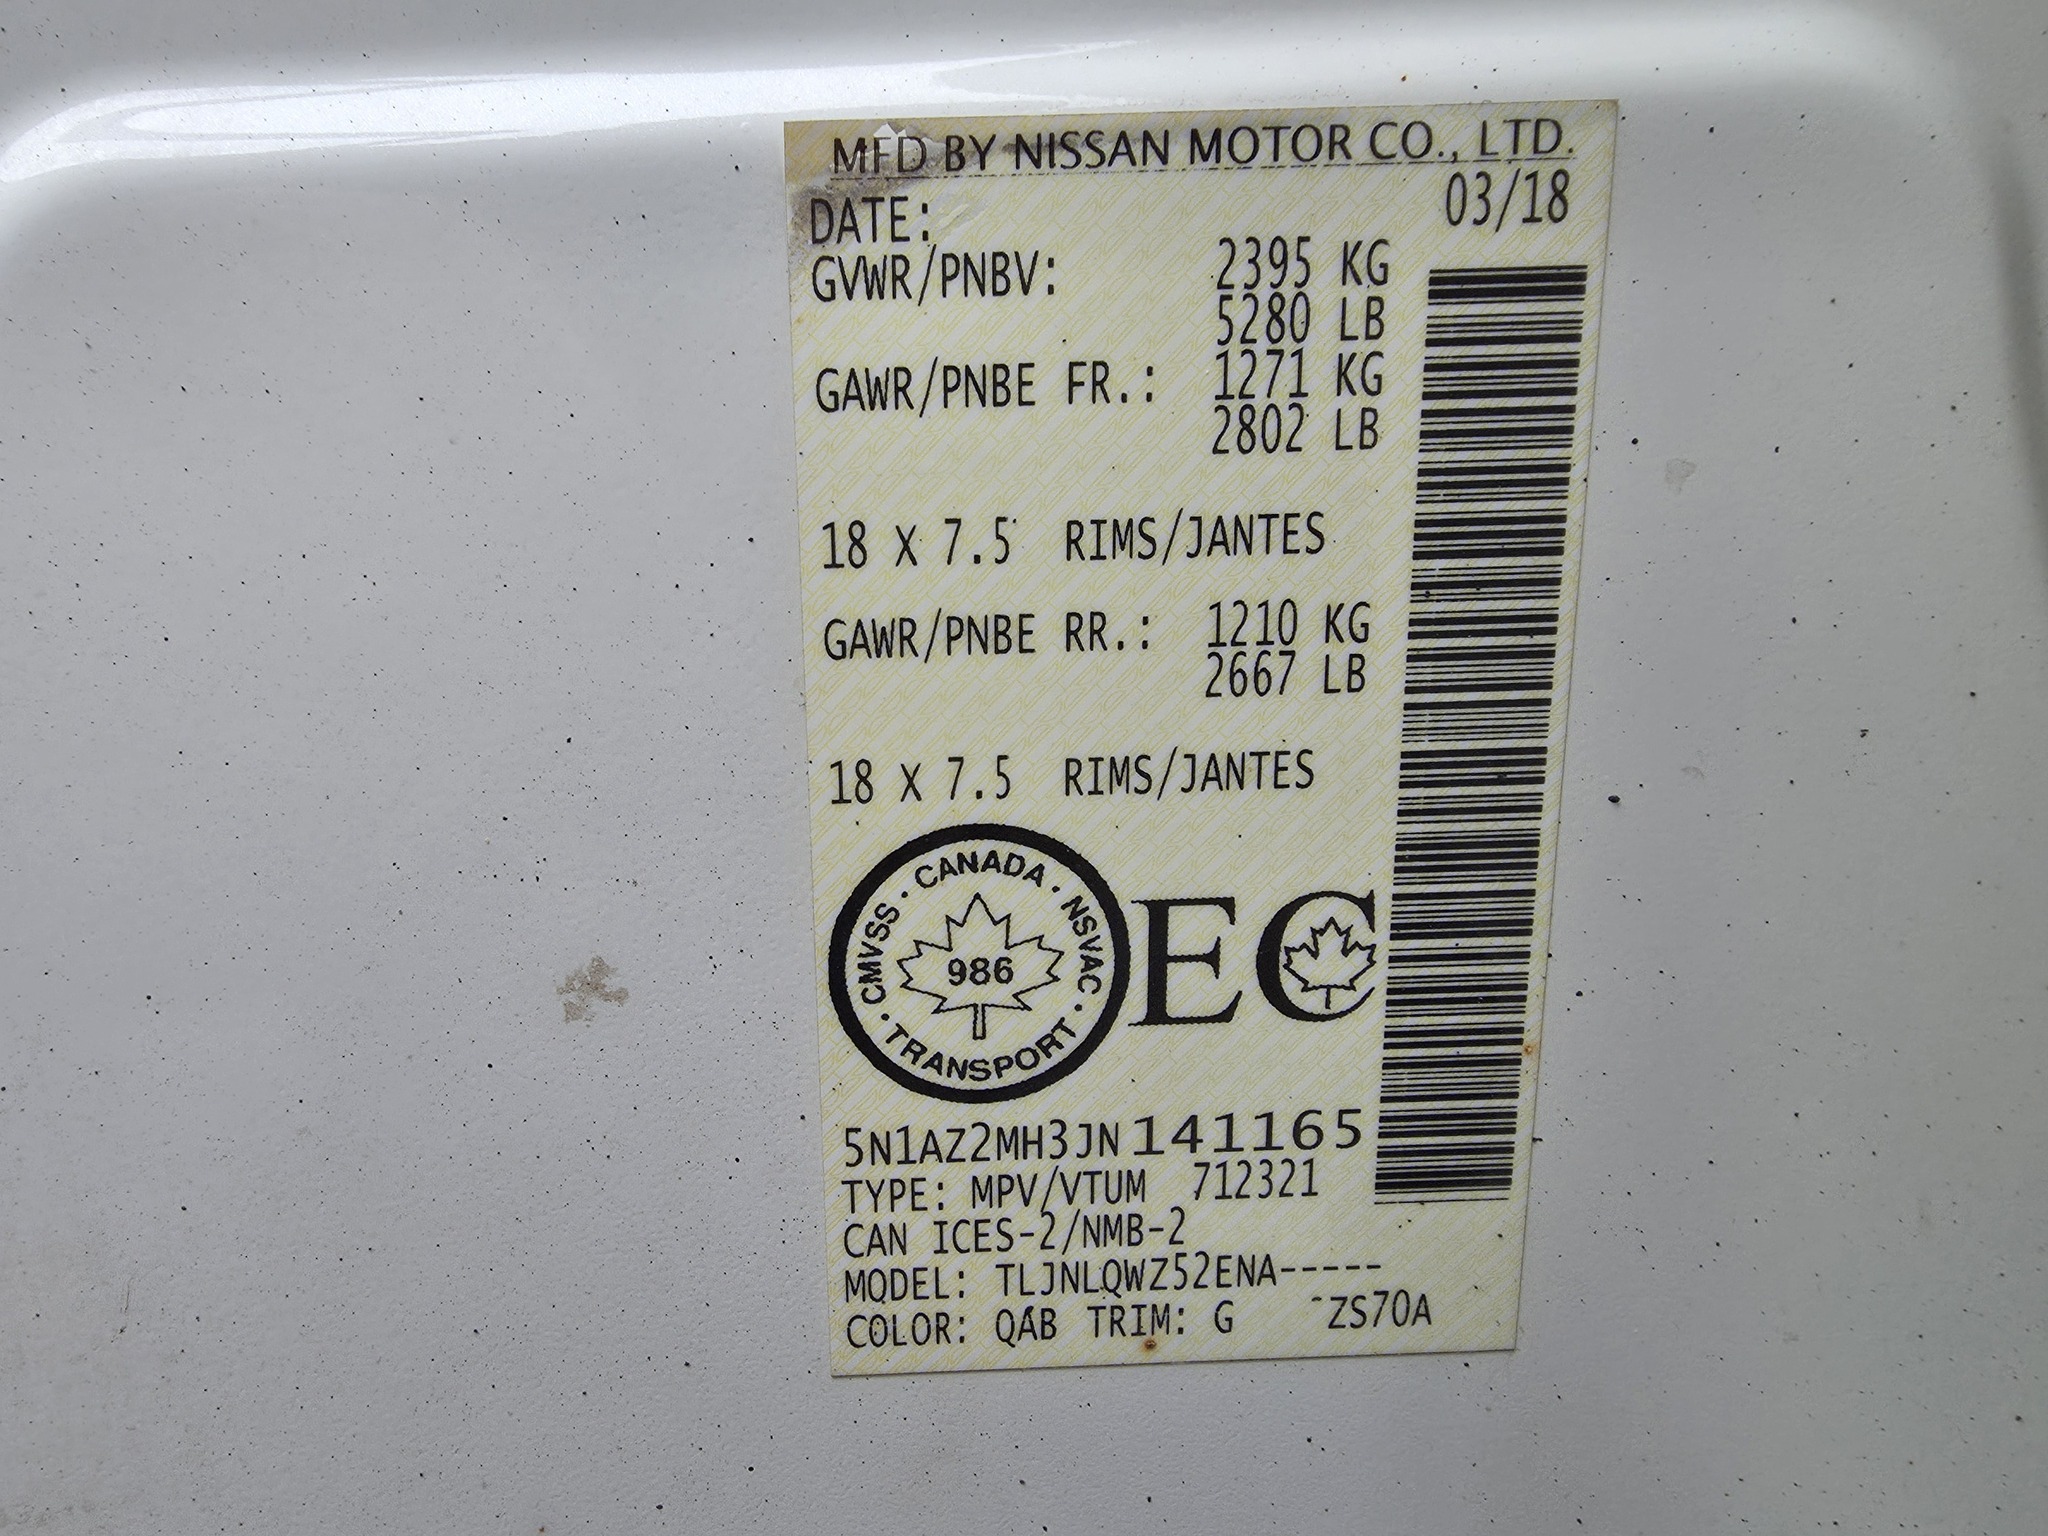 MFD BY NISSAN MOTOR CO., LTD.
DATE: 03/18
GVWR/PNBV: 2395 KG
5280 LB
GAWR/PNBE FR.: 1271 KG
2802 LB
18 X 7.5 RIMS/JANTES
GAWR/PNBE RR.: 1210 KG
2667 LB
18 X 7.5 RIMS/JANTES
CANADA · NSVAC · TRANSPORT · CMVSS ·
986
EC
5N1AZ2MH3JN141165
TYPE: MPV/VTUM 712321
CAN ICES-2/NMB-2
MODEL: TLJNLQWZ52ENA-----
COLOR: QAB TRIM: G -ZS70A